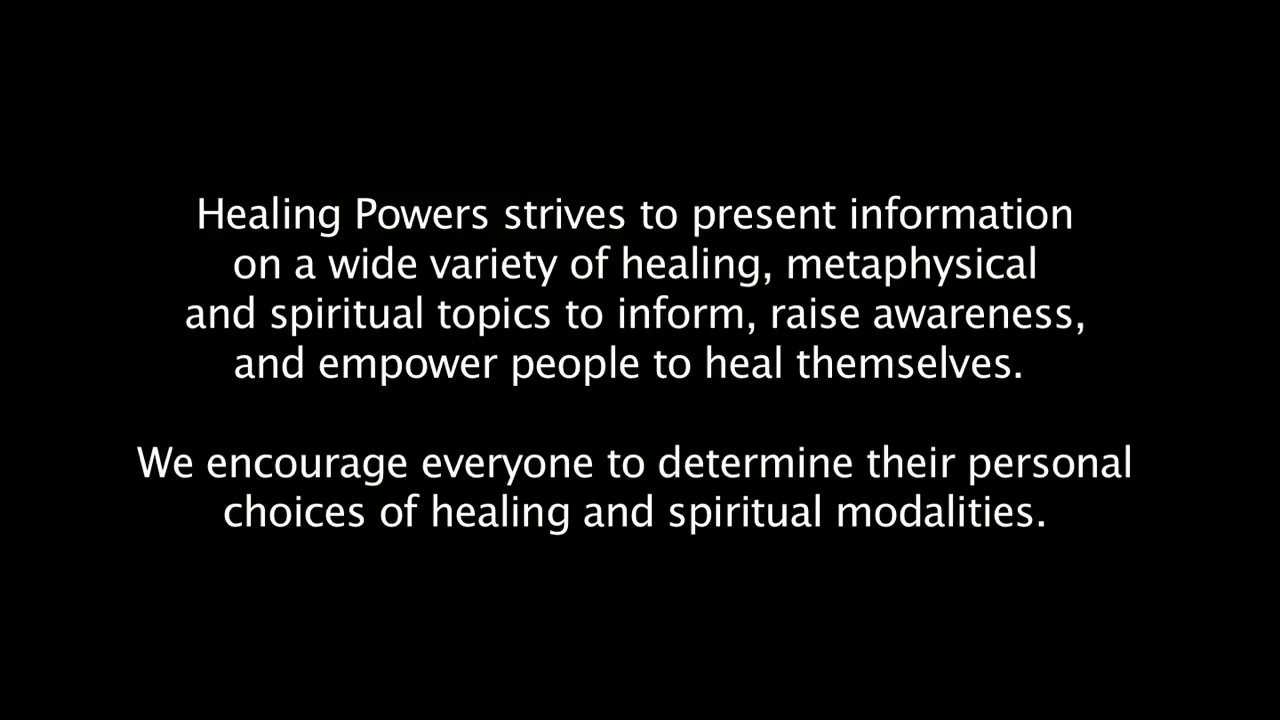 Healing Powers strives to present information
on a wide variety of healing, metaphysical
and spiritual topics to inform, raise awareness,
and empower people to heal themselves.
We encourage everyone to determine their personal
choices of healing and spiritual modalities.